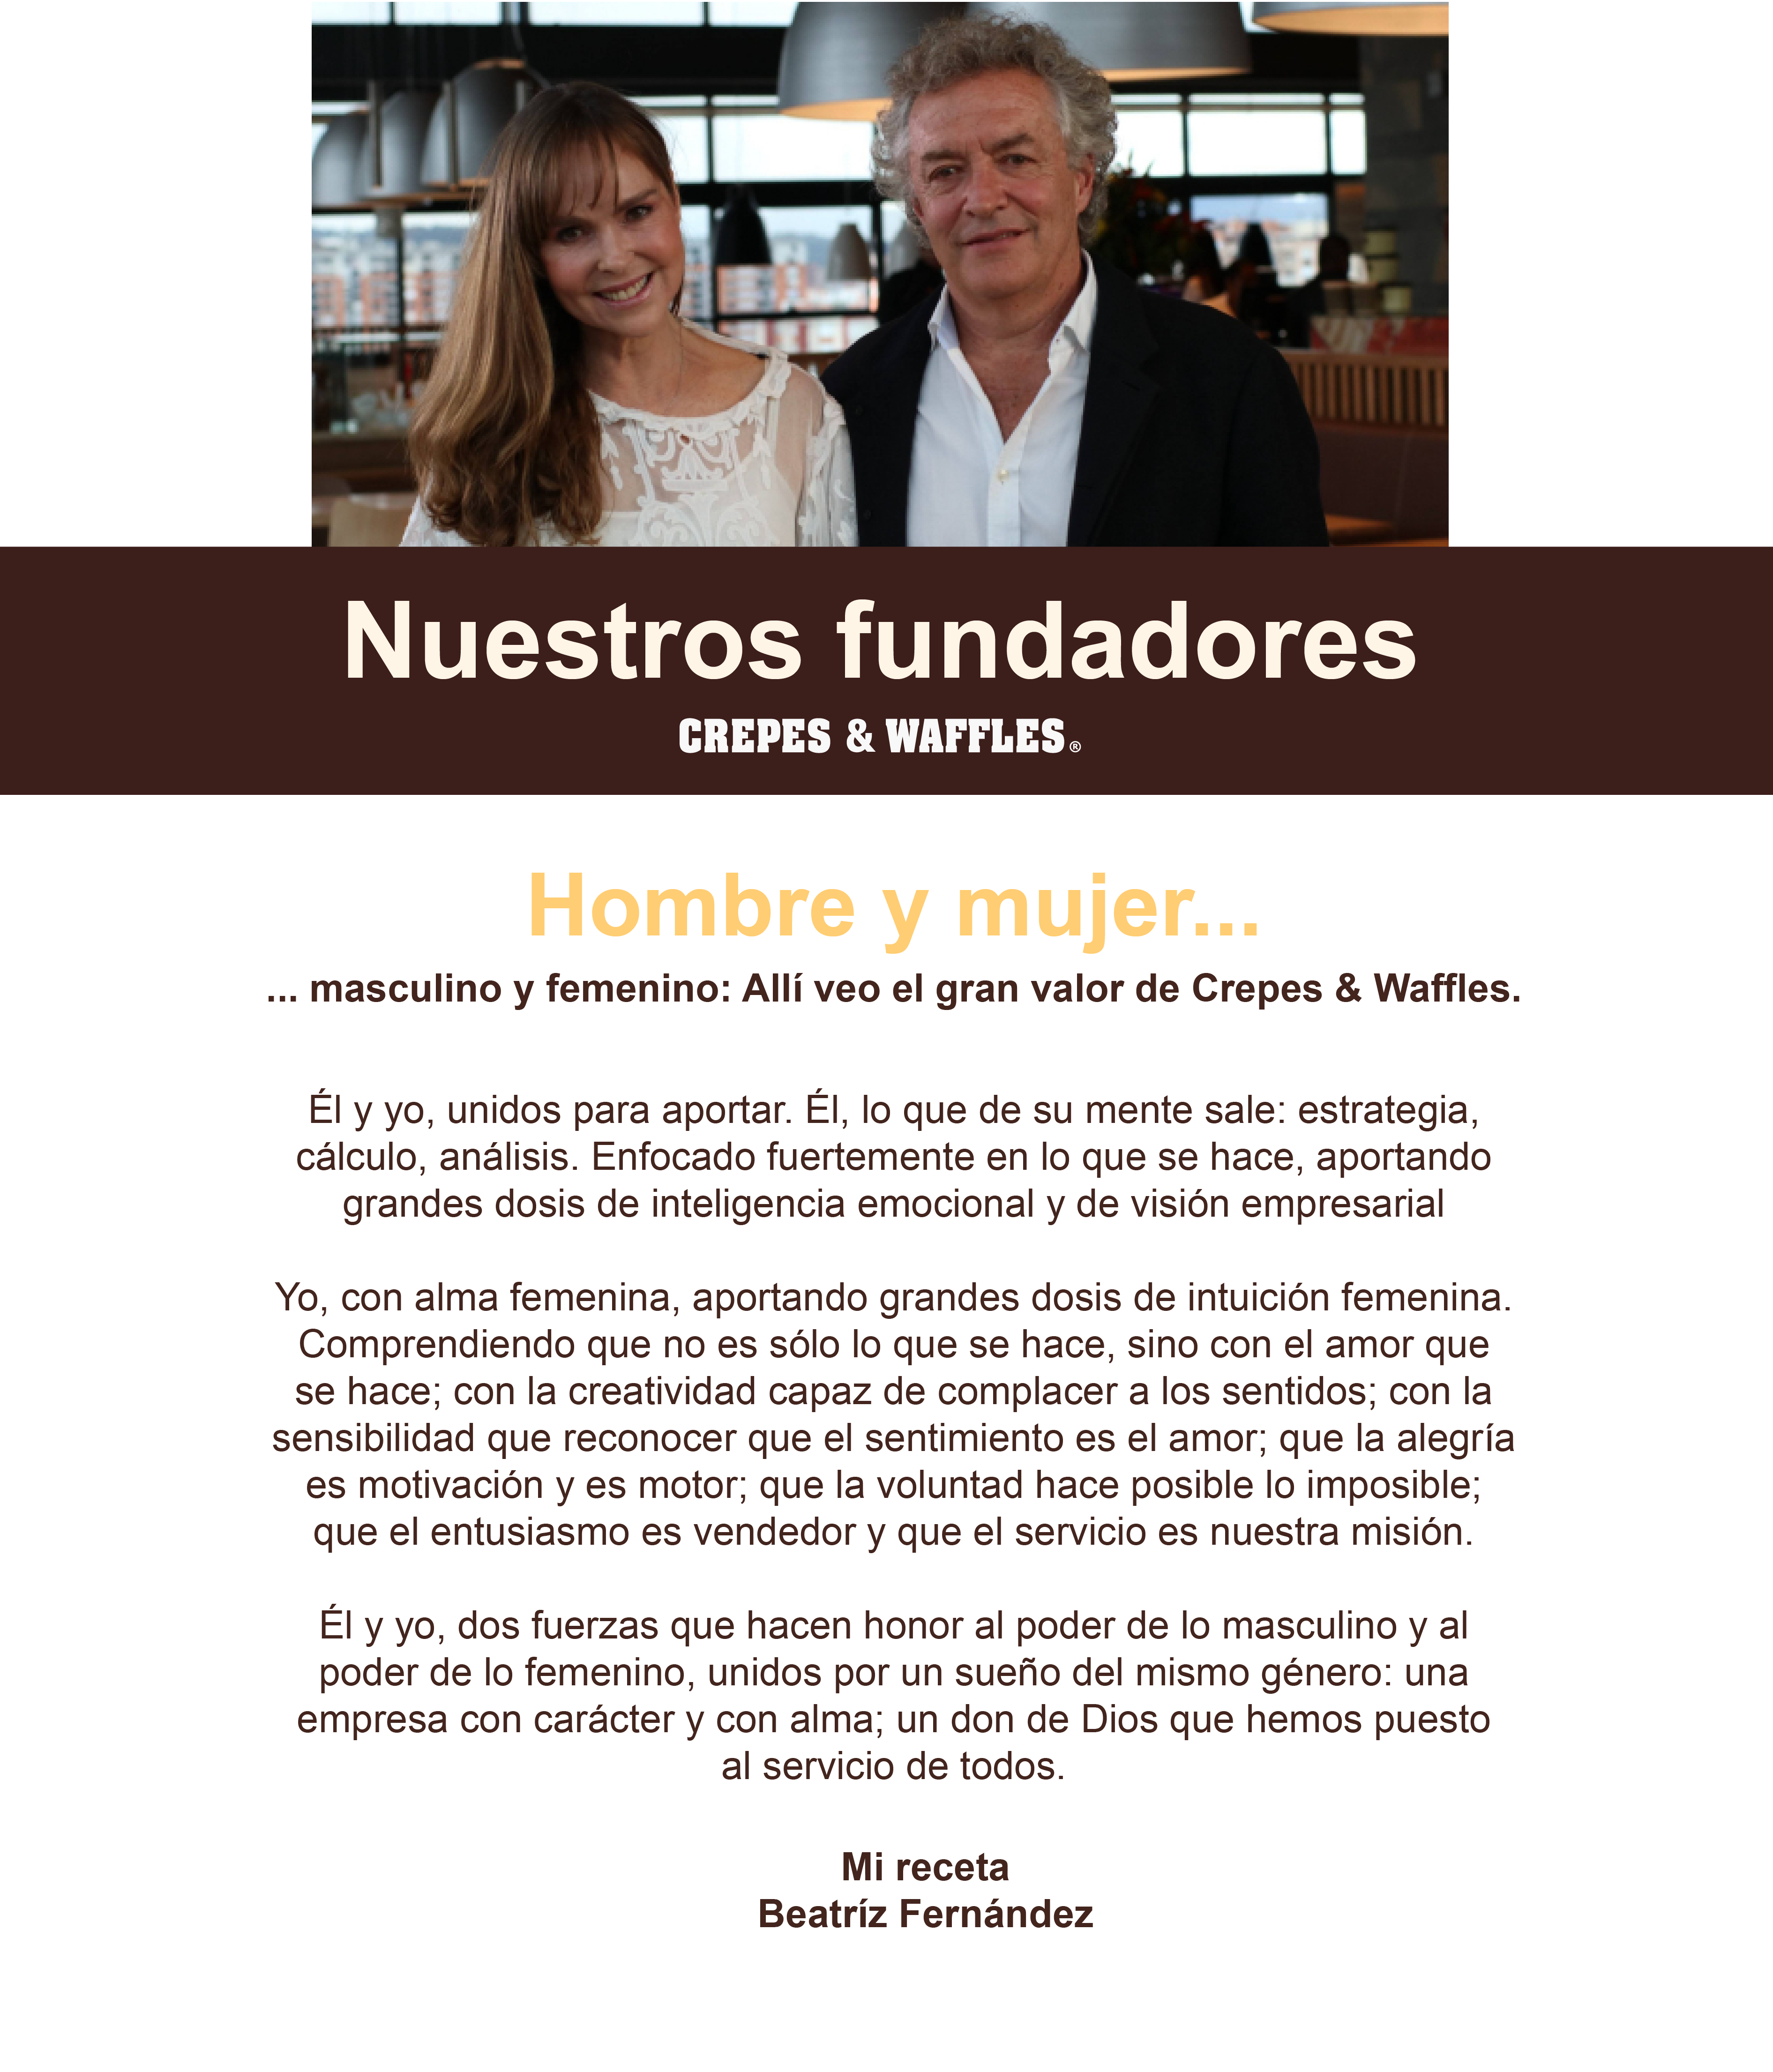 Nuestros fundadores
CREPES & WAFFLES®
Hombre y mujer...
... masculino y femenino: Allí veo el gran valor de Crepes & Waffles.
Él y yo, unidos para aportar. Él, lo que de su mente sale: estrategia,
cálculo, análisis. Enfocado fuertemente en lo que se hace, aportando
grandes dosis de inteligencia emocional y de visión empresarial
Yo, con alma femenina, aportando grandes dosis de intuición femenina.
Comprendiendo que no es sólo lo que se hace, sino con el amor que
se hace; con la creatividad capaz de complacer a los sentidos; con la
sensibilidad que reconocer que el sentimiento es el amor; que la alegría
es motivación y es motor; que la voluntad hace posible lo imposible;
que el entusiasmo es vendedor y que el servicio es nuestra misión.
Él y yo, dos fuerzas que hacen honor al poder de lo masculino y al
poder de lo femenino, unidos por un sueño del mismo género: una
empresa con carácter y con alma; un don de Dios que hemos puesto
al servicio de todos.
Mi receta
Beatríz Fernández